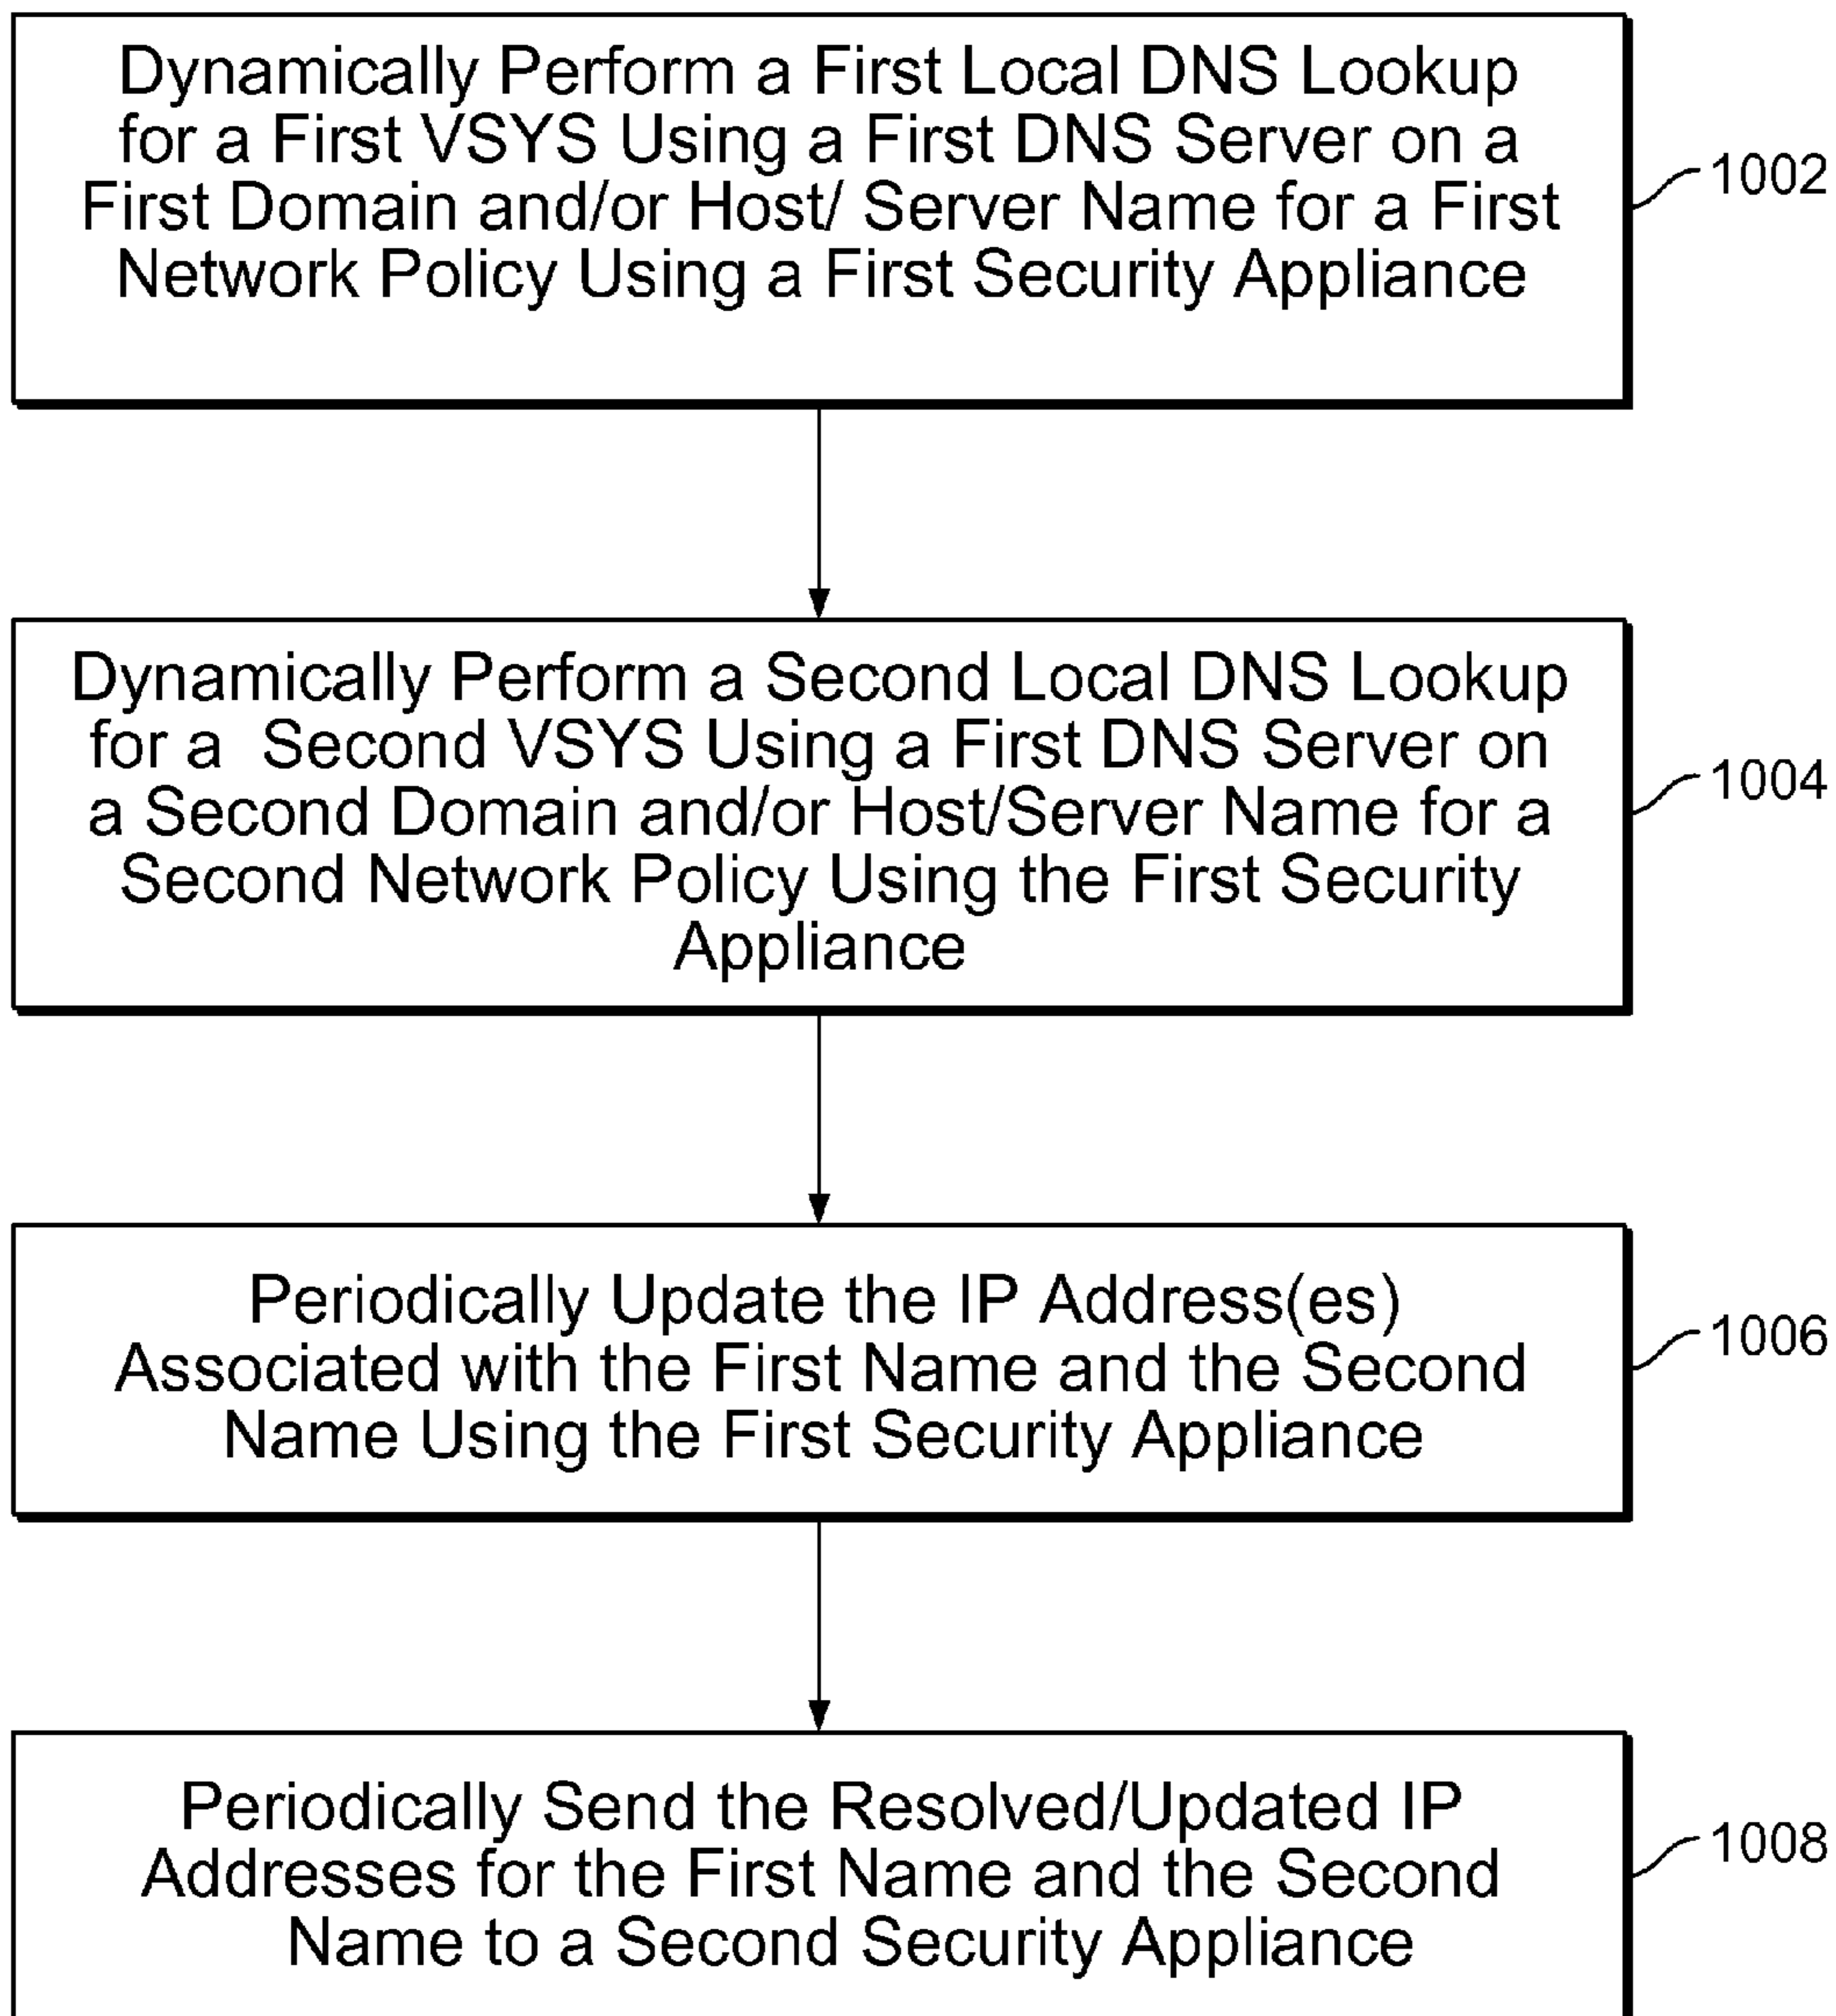 Dynamically Perform a First Local DNS Lookup
for a First VSYS Using a First DNS Server on a
First Domain and/or Host/ Server Name for a First
Network Policy Using a First Security Appliance
1002
Dynamically Perform a Second Local DNS Lookup
for a Second VSYS Using a First DNS Server on
a Second Domain and/or Host/Server Name for a
Second Network Policy Using the First Security
Appliance
1004
Periodically Update the IP Address(es)
Associated with the First Name and the Second
Name Using the First Security Appliance
1006
Periodically Send the Resolved/Updated IP
Addresses for the First Name and the Second
Name to a Second Security Appliance
1008